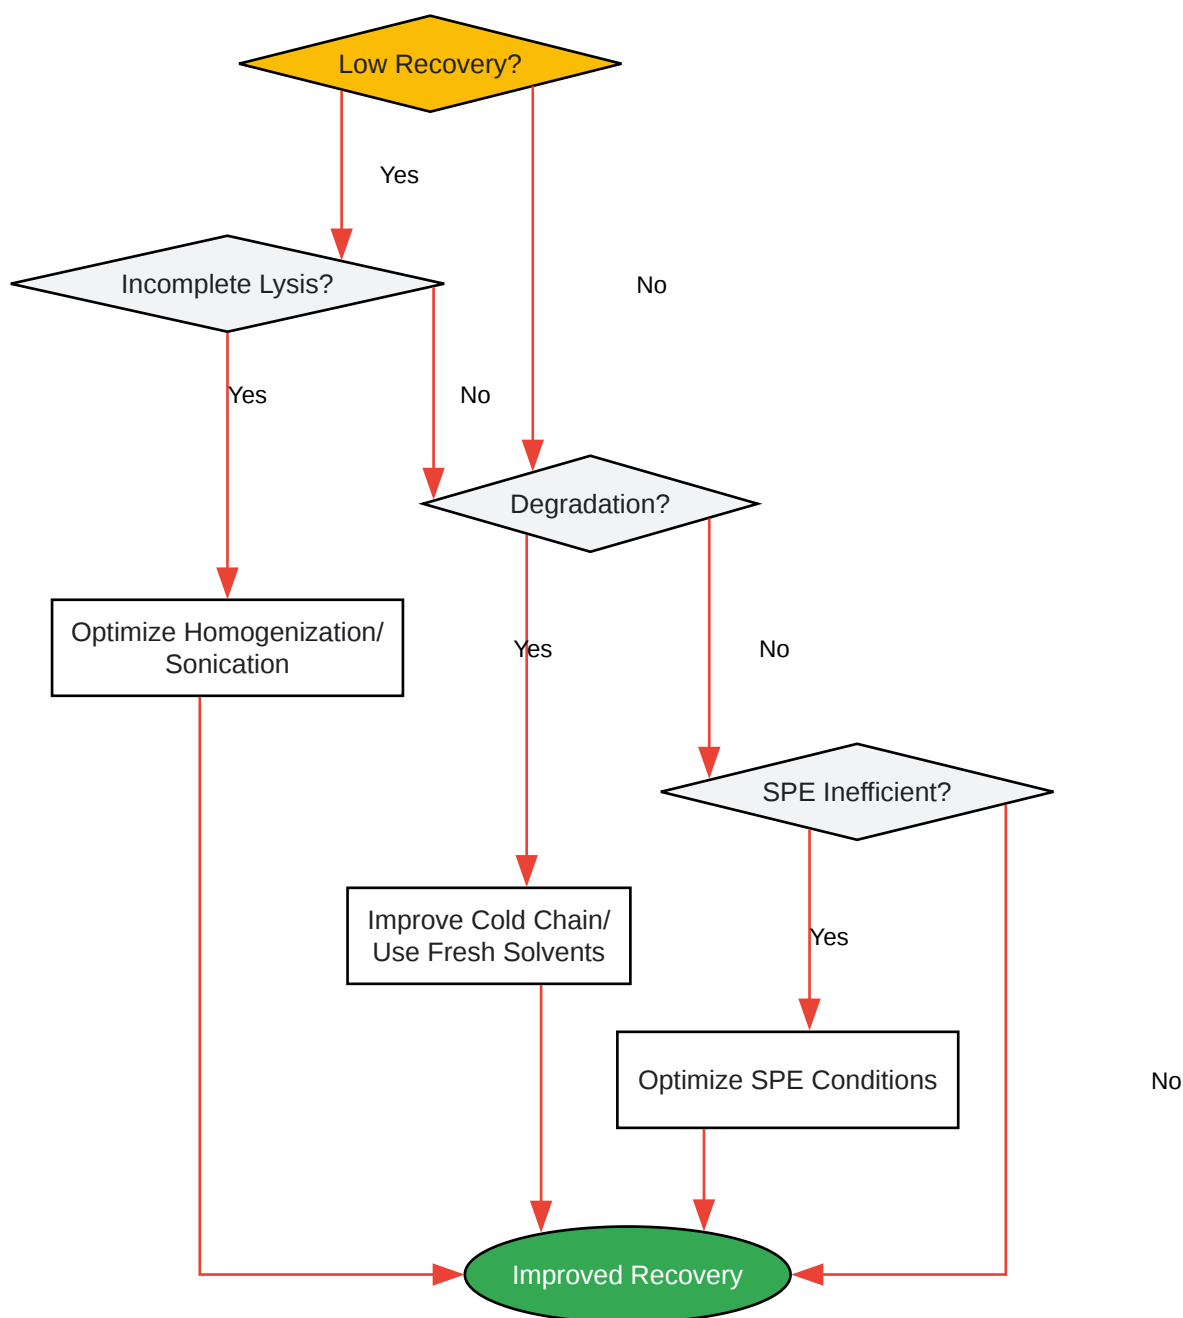 Low Recovery?
Yes
Incomplete Lysis?
No
Yes
No
Degradation?
Optimize Homogenization/
Sonication
Yes
No
SPE Inefficient?
Improve Cold Chain/
Use Fresh Solvents
Yes
Optimize SPE Conditions
No
Improved Recovery